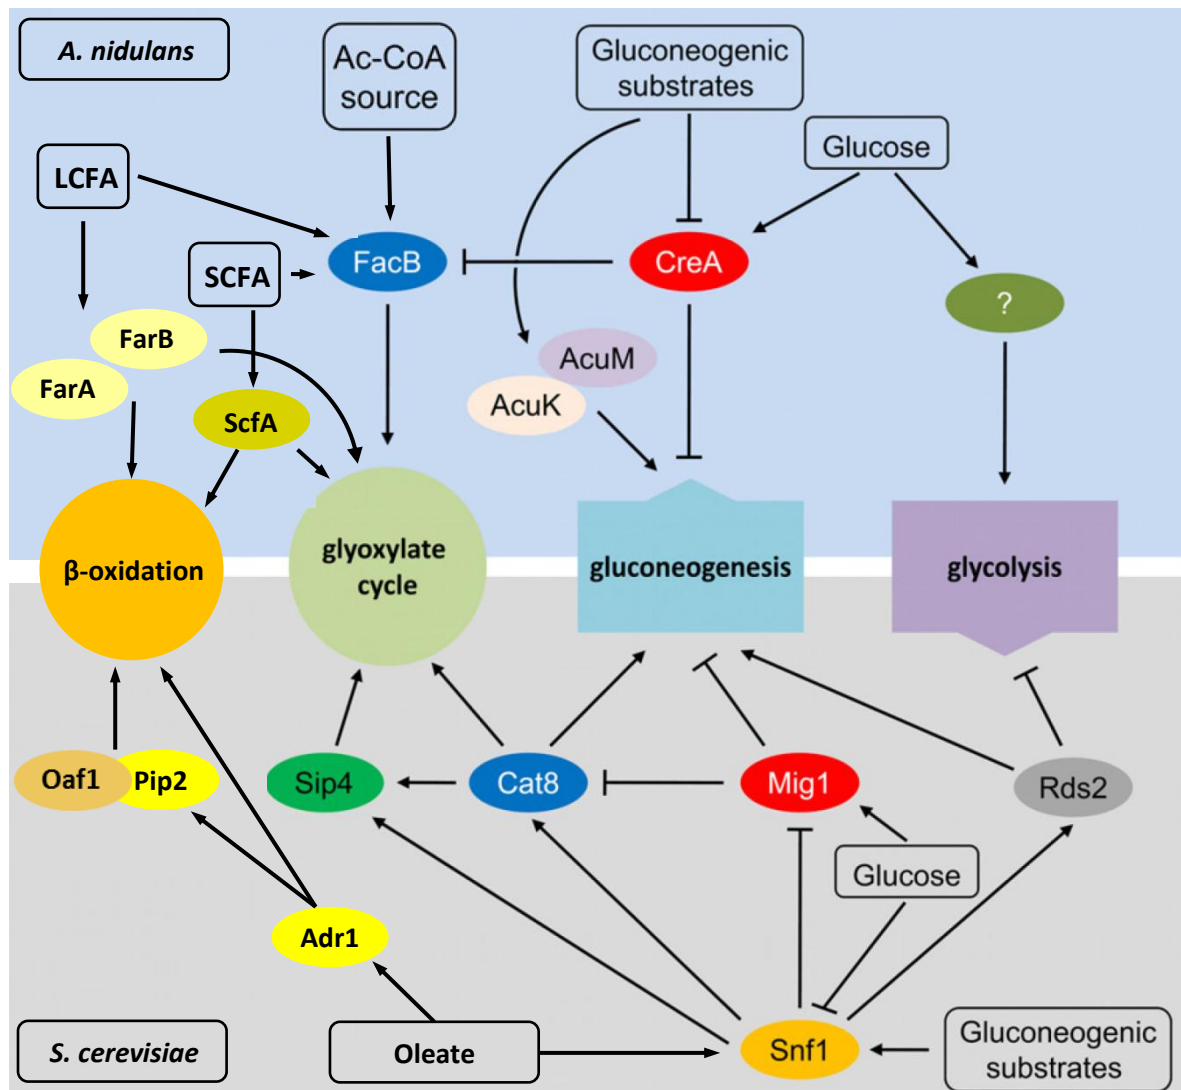 A. nidulans
Ac-CoA
source
Gluconeogenic
substrates
Glucose
LCFA
SCFA
FacB
CreA
?
FarB
FarA
ScfA
AcuM
AcuK
β-oxidation
glyoxylate
cycle
gluconeogenesis
glycolysis
Oaf1
Pip2
Sip4
Cat8
Mig1
Rds2
Glucose
Adr1
S. cerevisiae
Oleate
Snf1
Gluconeogenic
substrates